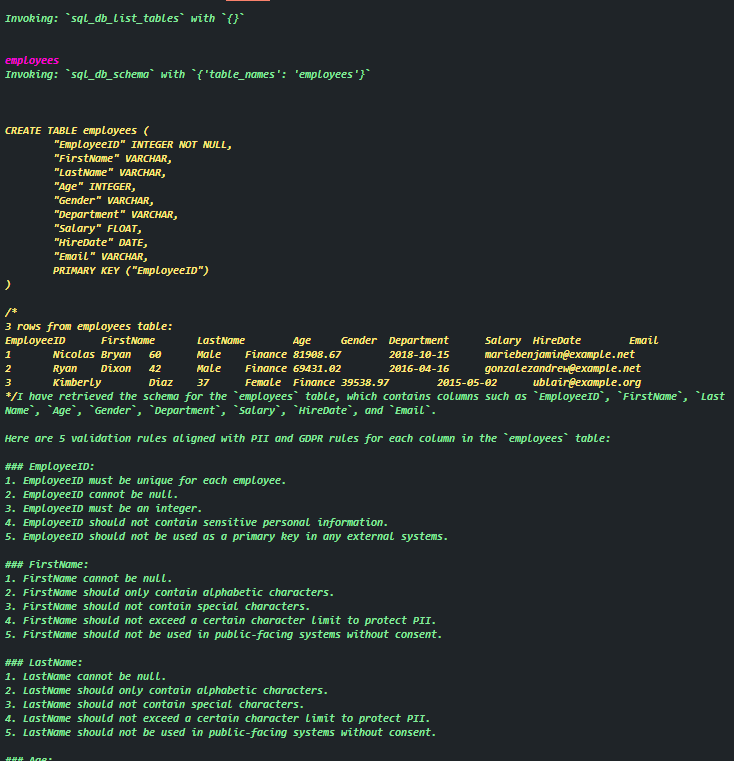 Invoking: `sql_db_list_tables` with `{}`
employees
Invoking: `sql_db_schema` with `{'table_names': 'employees'}`
CREATE TABLE employees (
"EmployeeID" INTEGER NOT NULL,
"FirstName" VARCHAR,
"LastName" VARCHAR,
"Age" INTEGER,
"Gender" VARCHAR,
"Department" VARCHAR,
"Salary" FLOAT,
"HireDate" DATE,
"Email" VARCHAR,
PRIMARY KEY ("EmployeeID")
)
/*
3 rows from employees table:
EmployeeID FirstName LastName Age Gender Department Salary HireDate Email
1 Nicolas Bryan 60 Male Finance 81908.67 2018-10-15 mariebenjamin@example.net
2 Ryan Dixon 42 Male Finance 69431.02 2016-04-16 gonzalezandrew@example.net
3 Kimberly Diaz 37 Female Finance 39538.97 2015-05-02 ublair@example.org
*/I have retrieved the schema for the `employees` table, which contains columns such as `EmployeeID`, `FirstName`, `Last
Name`, `Age`, `Gender`, `Department`, `Salary`, `HireDate`, and `Email`.
Here are 5 validation rules aligned with PII and GDPR rules for each column in the `employees` table:
### EmployeeID:
1. EmployeeID must be unique for each employee.
2. EmployeeID cannot be null.
3. EmployeeID must be an integer.
4. EmployeeID should not contain sensitive personal information.
5. EmployeeID should not be used as a primary key in any external systems.
### FirstName:
1. FirstName cannot be null.
2. FirstName should only contain alphabetic characters.
3. FirstName should not contain special characters.
4. FirstName should not exceed a certain character limit to protect PII.
5. FirstName should not be used in public-facing systems without consent.
### LastName:
1. LastName cannot be null.
2. LastName should only contain alphabetic characters.
3. LastName should not contain special characters.
4. LastName should not exceed a certain character limit to protect PII.
5. LastName should not be used in public-facing systems without consent.
### Age: